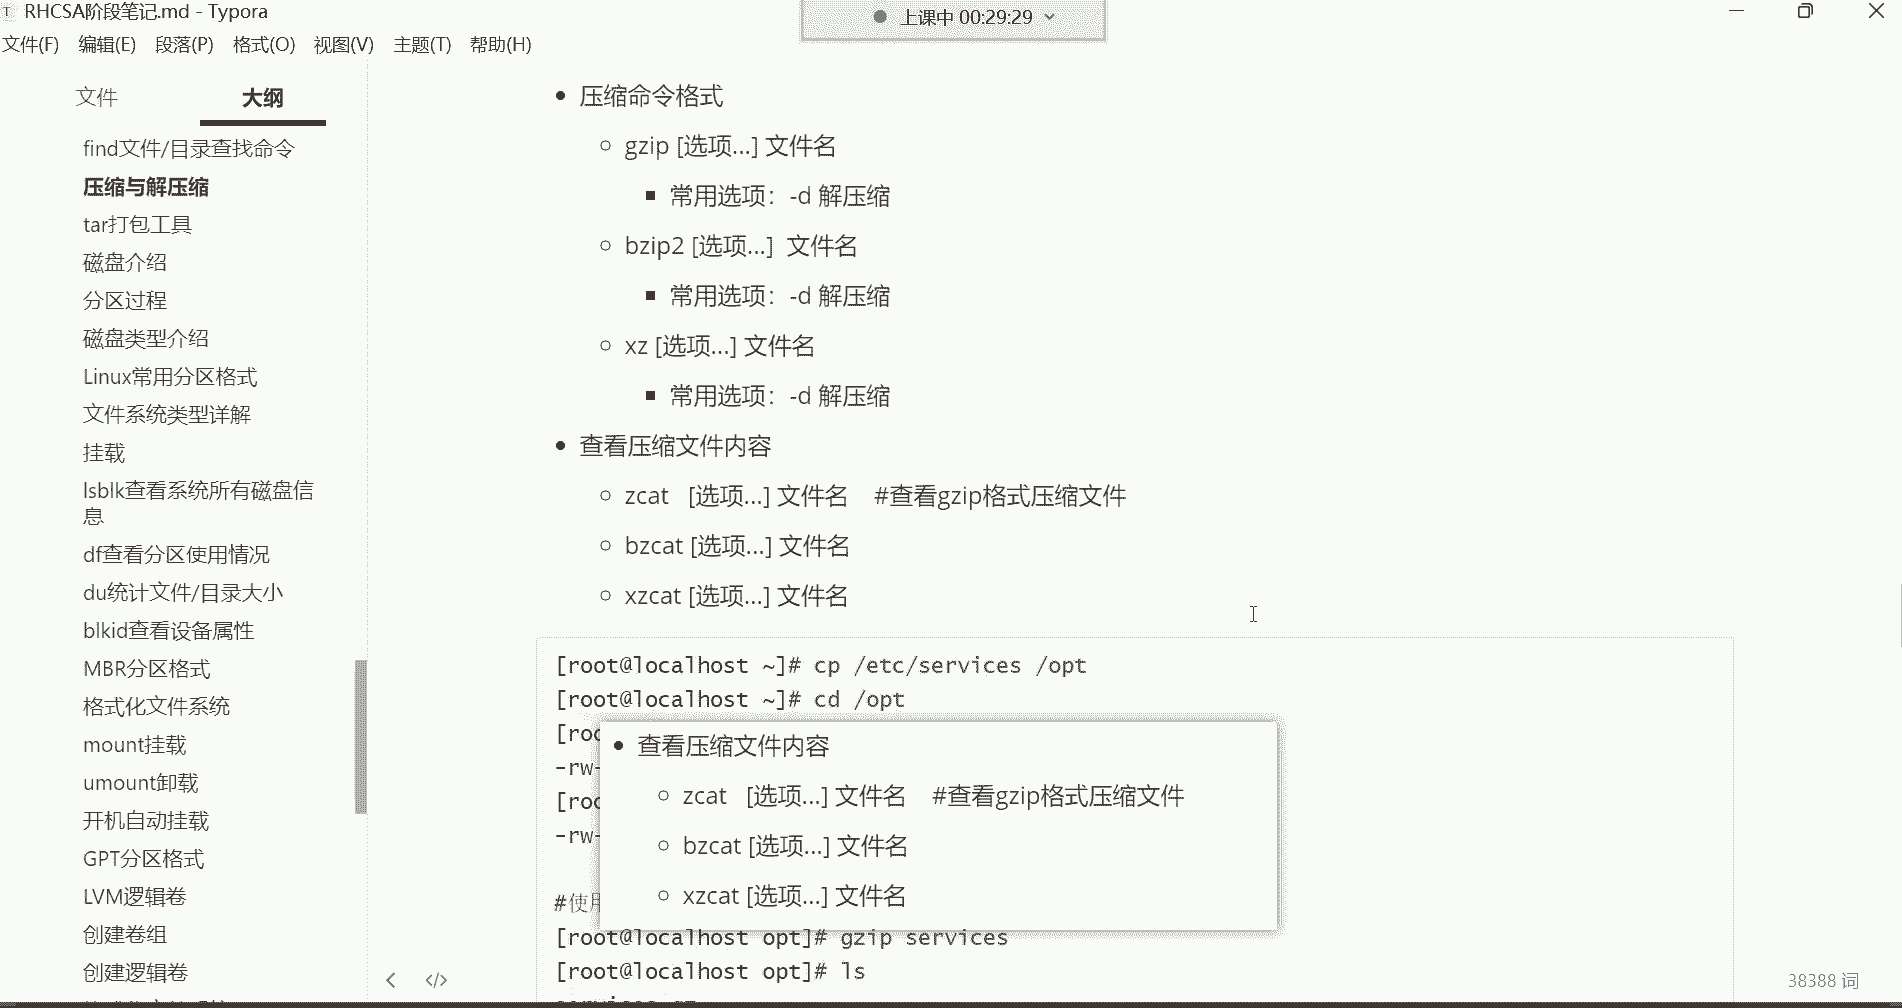 RHCSA阶段笔记.md - Typora
上课中 00:29:29
文件(F) 编辑(E) 段落(P) 格式(O) 视图(V) 主题(T) 帮助(H)
文件 大纲
find文件/目录查找命令
压缩与解压缩
tar打包工具
磁盘介绍
分区过程
磁盘类型介绍
Linux常用分区格式
文件系统类型详解
挂载
lsblk查看系统所有磁盘信
息
df查看分区使用情况
du统计文件/目录大小
blkid查看设备属性
MBR分区格式
格式化文件系统
mount挂载
umount卸载
开机自动挂载
GPT分区格式
LVM逻辑卷
创建卷组
创建逻辑卷
压缩命令格式
gzip [选项...] 文件名
常用选项：-d 解压缩
bzip2 [选项...] 文件名
常用选项：-d 解压缩
xz [选项...] 文件名
常用选项：-d 解压缩
查看压缩文件内容
zcat [选项...] 文件名 #查看gzip格式压缩文件
bzcat [选项...] 文件名
xzcat [选项...] 文件名
[root@localhost ~]# cp /etc/services /opt
[root@localhost ~]# cd /opt
[roo
-rw-
[roo
-rw-
#使用
查看压缩文件内容
zcat [选项...] 文件名 #查看gzip格式压缩文件
bzcat [选项...] 文件名
xzcat [选项...] 文件名
[root@localhost opt]# gzip services
[root@localhost opt]# ls
38388 词